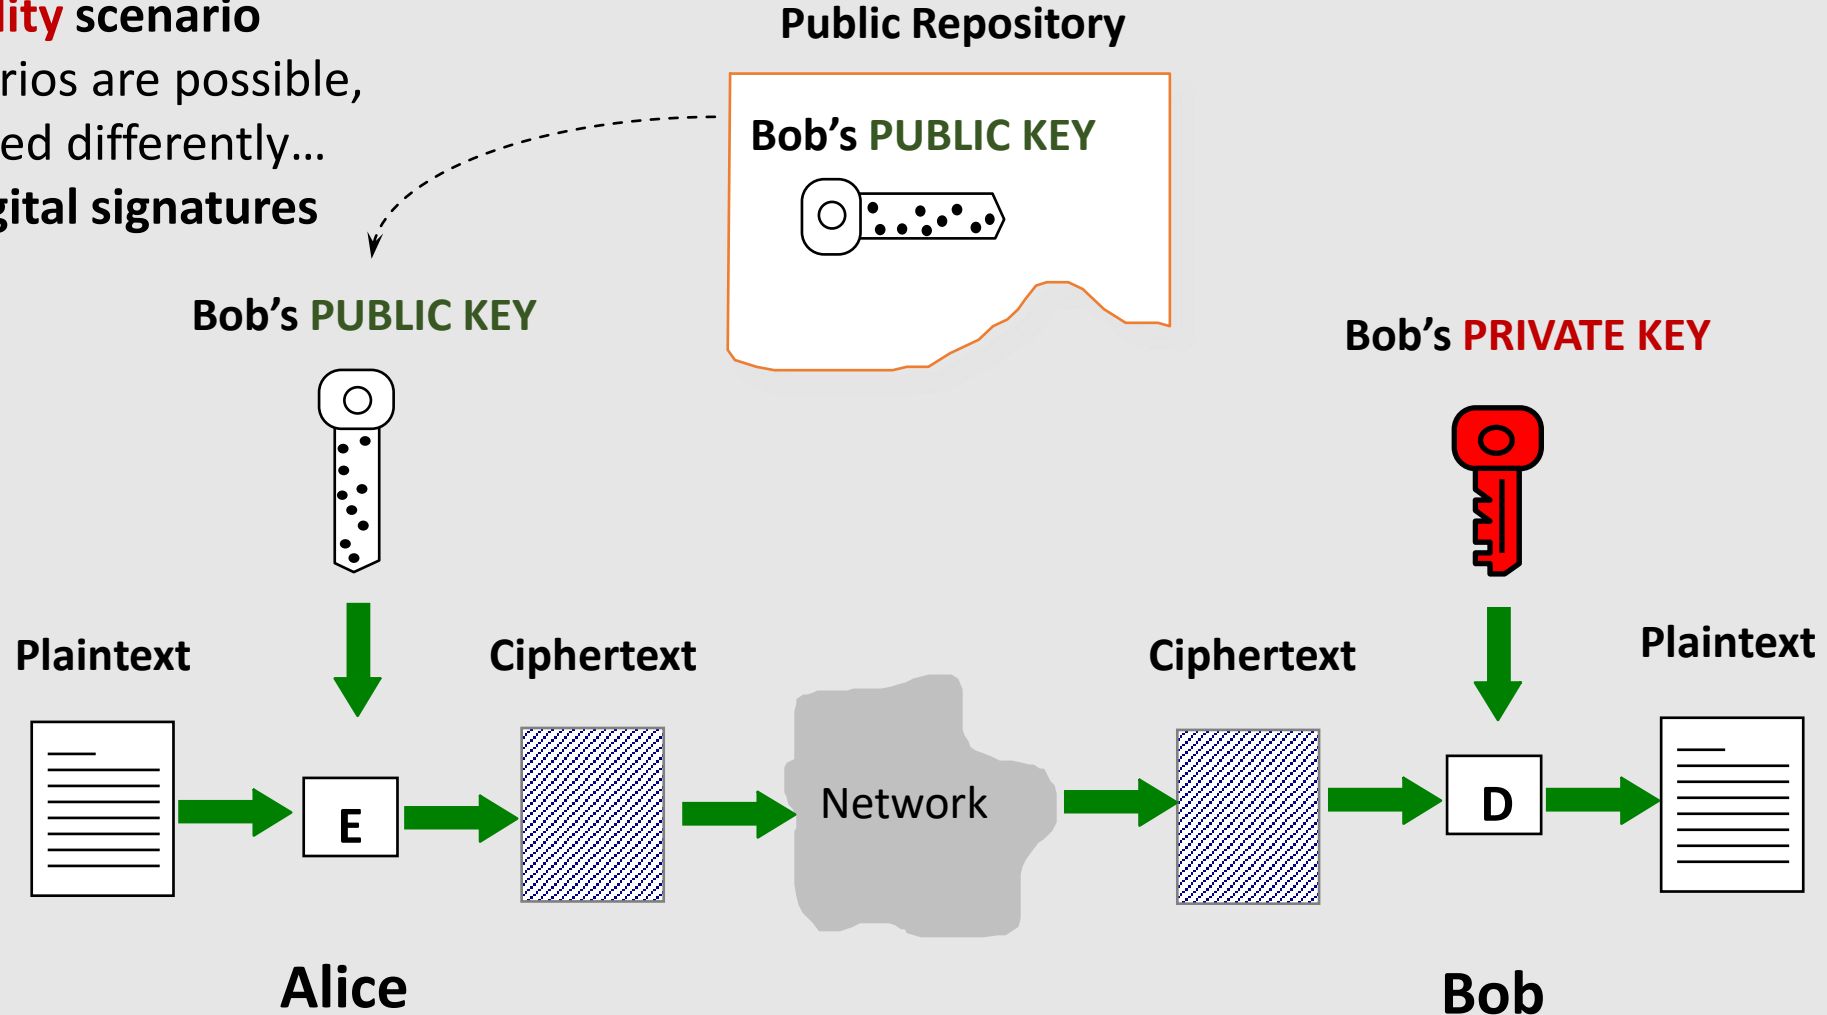 lity scenario
rios are possible,
ed differently...
gital signatures
Public Repository
Bob's PUBLIC KEY
Bob's PUBLIC KEY
Bob's PRIVATE KEY
Plaintext
Ciphertext
Ciphertext
Plaintext
E
Network
D
Alice
Bob